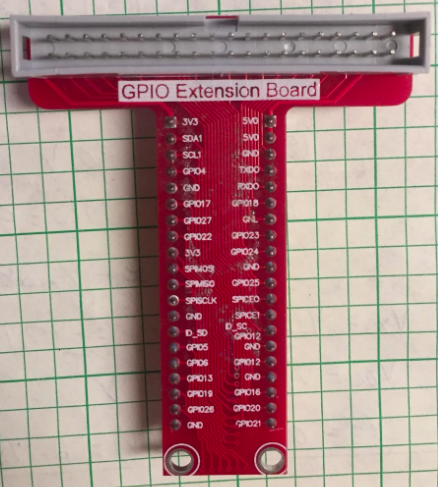 GPIO Extension Board
3V3 5V0
SDA1 5V0
SCL1 GND
GPIO4 TXD0
GND RXD0
GPIO17 GPIO18
GPIO27
GPIO22 GPIO23
3V3 GPIO24
SPIMOSI GND
SPIMISO GPIO25
SPISCLK SPICE0
GND SPICE1
ID_SD ID_SC
GPIO12
GPIO5 GND
GPIO6 GPIO12
GPIO13 GND
GPIO19 GPIO16
GPIO26 GPIO20
GND GPIO21